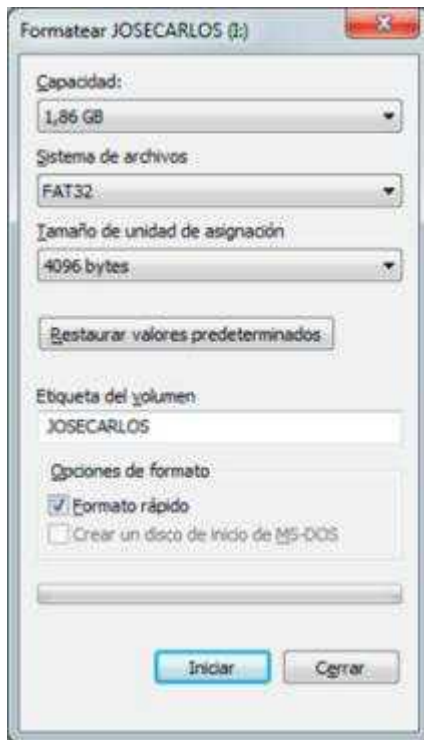 Formatear JOSECARLOS (I:)
Capacidad:
1,86 GB
Sistema de archivos
FAT32
Tamaño de unidad de asignación
4096 bytes
Restaurar valores predeterminados
Etiqueta del volumen
JOSECARLOS
Opciones de formato
Formato rápido
Crear un disco de inicio de MS-DOS
Iniciar
Cerrar